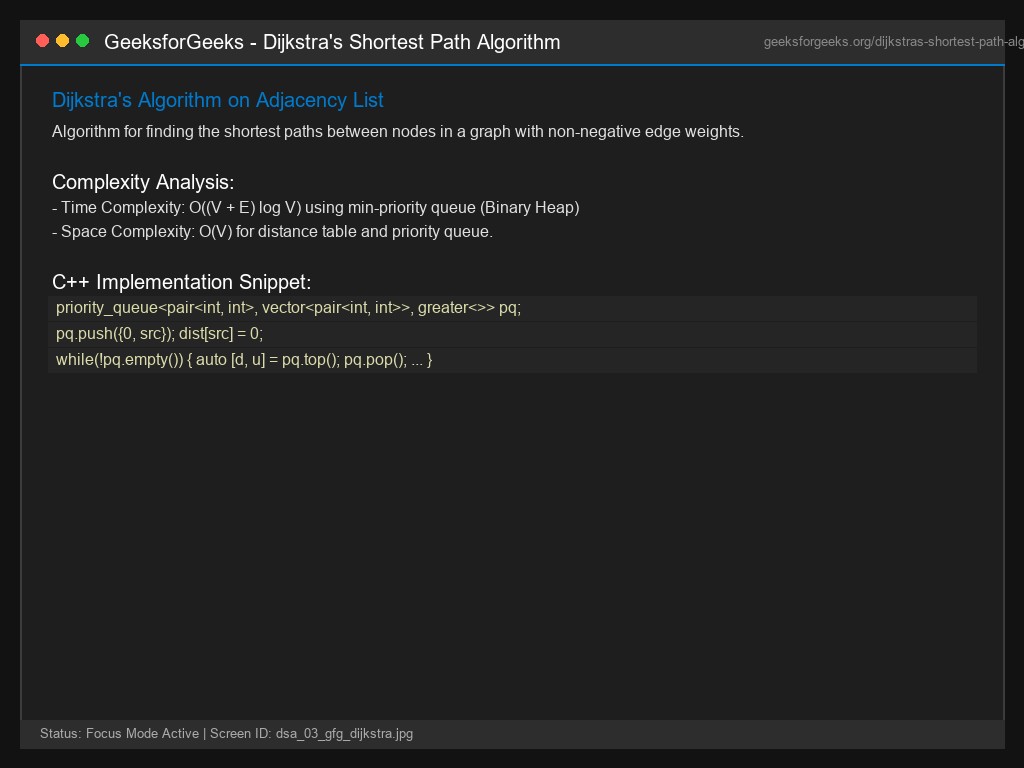 GeeksforGeeks - Dijkstra's Shortest Path Algorithm
geeksforgeeks.org/dijkstras-shortest-path-alg
Dijkstra's Algorithm on Adjacency List
Algorithm for finding the shortest paths between nodes in a graph with non-negative edge weights.
Complexity Analysis:
- Time Complexity: O((V + E) log V) using min-priority queue (Binary Heap)
- Space Complexity: O(V) for distance table and priority queue.
C++ Implementation Snippet:
priority_queue<pair<int, int>, vector<pair<int, int>>, greater<>> pq;
pq.push({0, src}); dist[src] = 0;
while(!pq.empty()) { auto [d, u] = pq.top(); pq.pop(); ... }
Status: Focus Mode Active | Screen ID: dsa_03_gfg_dijkstra.jpg